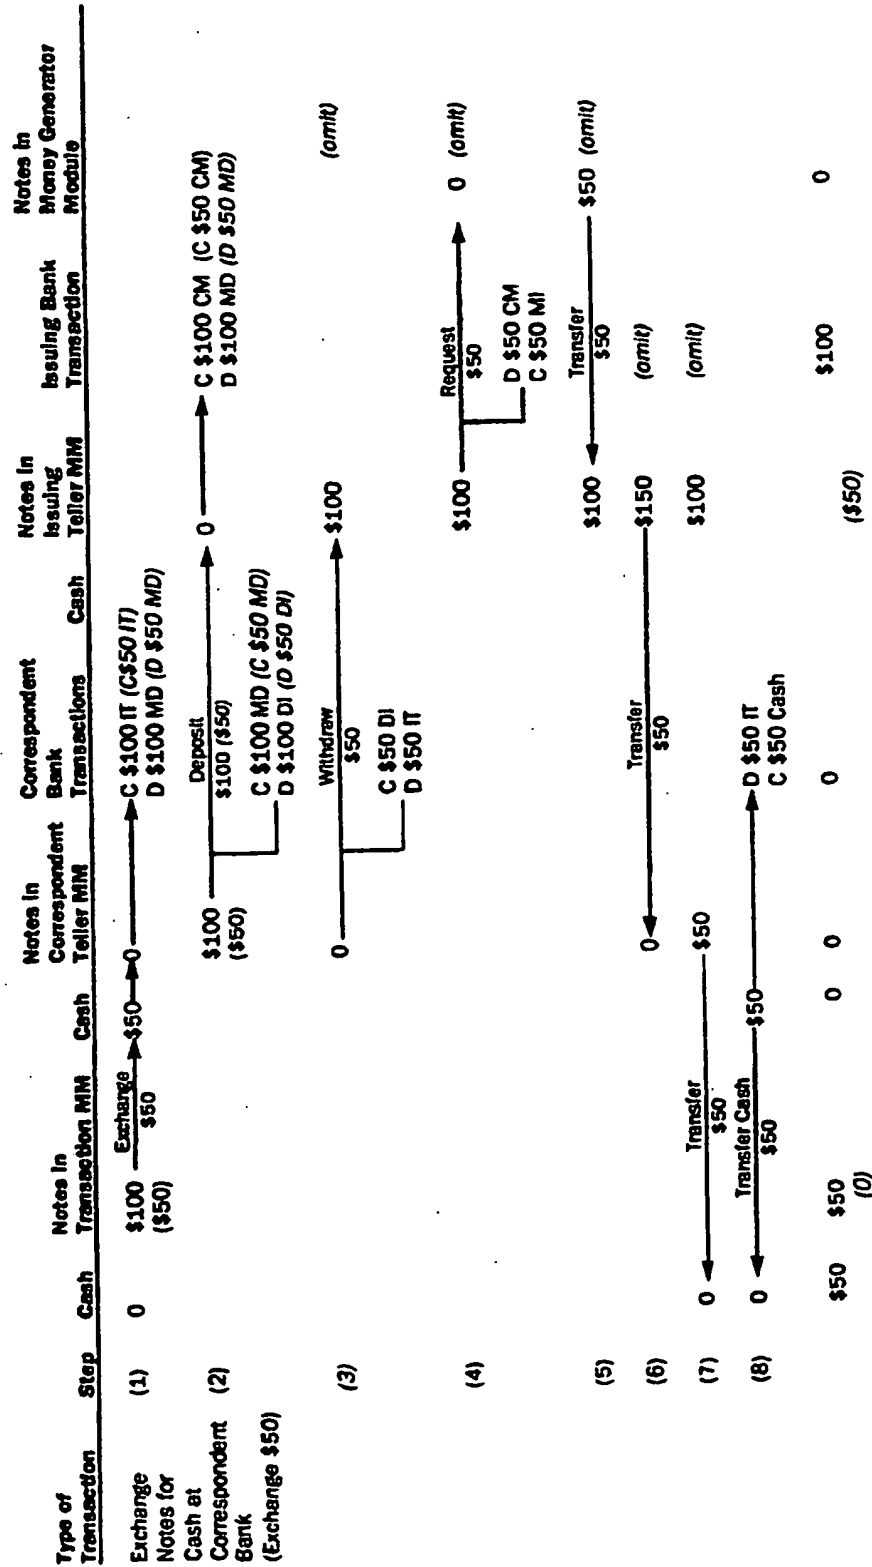 Type of
Transaction
Step
Cash
Notes in
Transaction MM
Cash
Notes in
Correspondent
Teller MM
Correspondent
Bank
Transactions
Cash
Notes in
Issuing
Teller MM
Issuing Bank
Transaction
Notes in
Money Generator
Module
Exchange
Notes for
Cash at
Correspondent
Bank
(Exchange $50)
(1)
0
$100
($50)
Exchange
$50
$50
0
C $100 IT (C$50 IT)
D $100 MD (D $50 MD)
(2)
$100
($50)
Deposit
$100 ($50)
C $100 MD (C $50 MD)
D $100 DI (D $50 DI)
0
C $100 CM (C $50 CM)
D $100 MD (D $50 MD)
(3)
0
Withdraw
$50
C $50 DI
D $50 IT
$100
(omit)
(4)
$100
Request
$50
D $50 CM
C $50 MI
0 (omit)
(5)
$100
Transfer
$50
$50 (omit)
(6)
0
Transfer
$50
$150
(omit)
(7)
0
Transfer
$50
$50
$100
(omit)
(8)
0
Transfer Cash
$50
$50
D $50 IT
C $50 Cash
$50
$50
(0)
0
0
0
($50)
$100
0